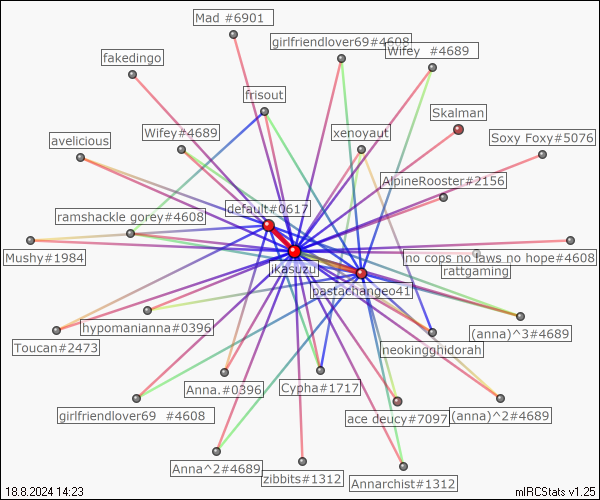 Mad #6901
girlfriendlover69#4608
Wifey #4689
fakedingo
frisout
Skalman
Wifey#4689
xenoyaut
Soxy Foxy#5076
avelicious
AlpineRooster#2156
default#0617
ramshackle gorey#4608
Mushy#1984
no cops no laws no hope#4608
ikasuzu
rattgaming
pastachangeo41
hypomanianna#0396
(anna)^3#4689
Toucan#2473
neokingghidorah
Anna.#0396
Cypha#1717
girlfriendlover69 #4608
ace deucy#7097
(anna)^2#4689
Anna^2#4689
zibbits#1312
Annarchist#1312
18.8.2024 14:23
mIRCStats v1.25